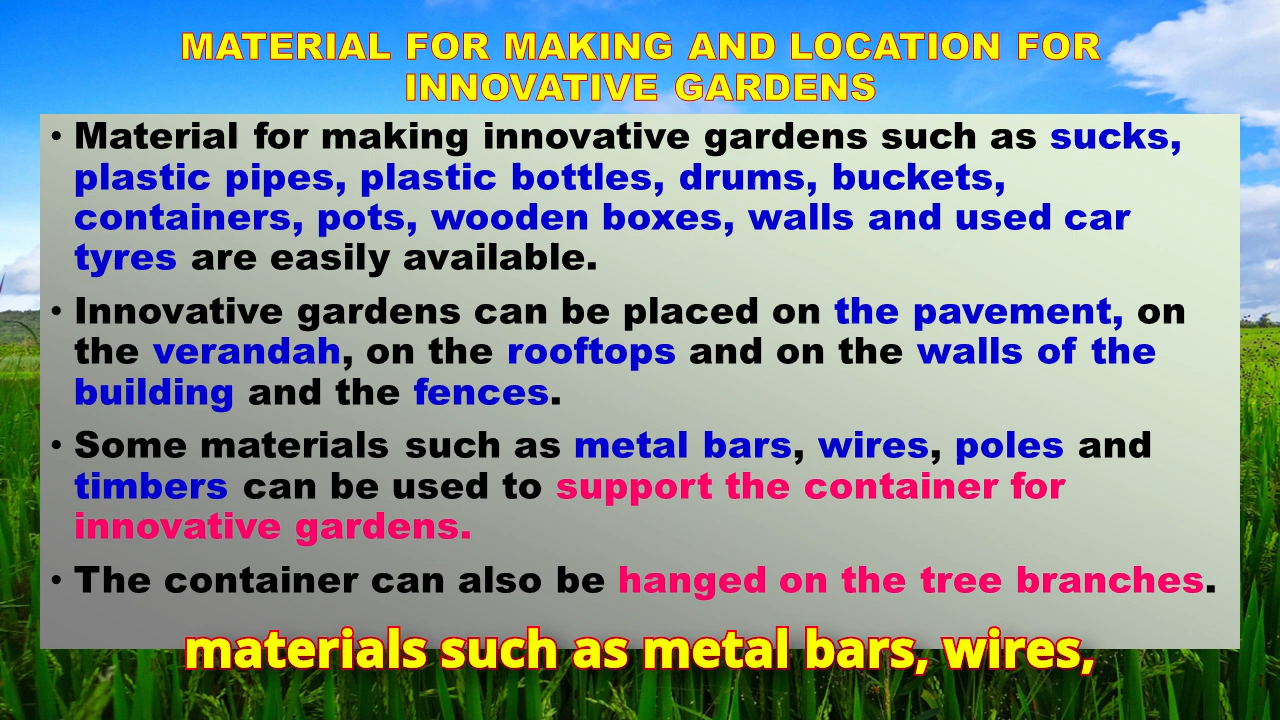 MATERIAL FOR MAKING AND LOCATION FOR
INNOVATIVE GARDENS
• Material for making innovative gardens such as sucks,
plastic pipes, plastic bottles, drums, buckets,
containers, pots, wooden boxes, walls and used car
tyres are easily available.
• Innovative gardens can be placed on the pavement, on
the verandah, on the rooftops and on the walls of the
building and the fences.
• Some materials such as metal bars, wires, poles and
timbers can be used to support the container for
innovative gardens.
• The container can also be hanged on the tree branches.
materials such as metal bars, wires,